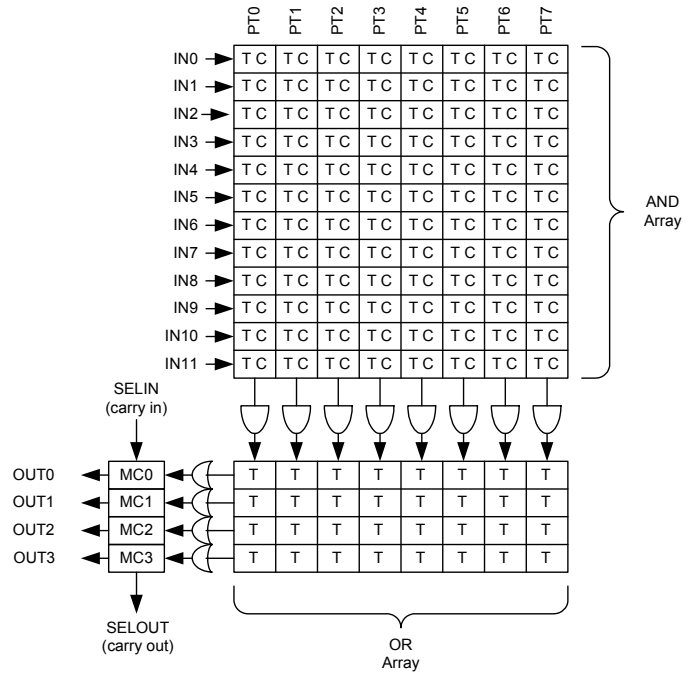 PT0 PT1 PT2 PT3 PT4 PT5 PT6 PT7
IN0 T C T C T C T C T C T C T C T C
IN1 T C T C T C T C T C T C T C T C
IN2 T C T C T C T C T C T C T C T C
IN3 T C T C T C T C T C T C T C T C
IN4 T C T C T C T C T C T C T C T C
IN5 T C T C T C T C T C T C T C T C
IN6 T C T C T C T C T C T C T C T C
IN7 T C T C T C T C T C T C T C T C
IN8 T C T C T C T C T C T C T C T C
IN9 T C T C T C T C T C T C T C T C
IN10 T C T C T C T C T C T C T C T C
IN11 T C T C T C T C T C T C T C T C
AND
Array
SELIN
(carry in)
OUT0 MC0 T T T T T T T T
OUT1 MC1 T T T T T T T T
OUT2 MC2 T T T T T T T T
OUT3 MC3 T T T T T T T T
SELOUT
(carry out)
OR
Array